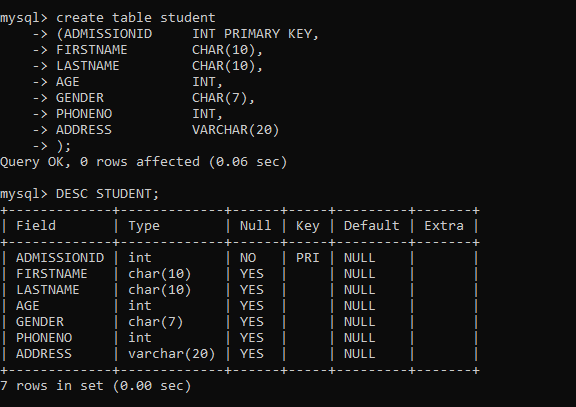 mysql> create table student
    -> (ADMISSIONID     INT PRIMARY KEY,
    -> FIRSTNAME        CHAR(10),
    -> LASTNAME         CHAR(10),
    -> AGE              INT,
    -> GENDER           CHAR(7),
    -> PHONENO          INT,
    -> ADDRESS          VARCHAR(20)
    -> );
Query OK, 0 rows affected (0.06 sec)

mysql> DESC STUDENT;
+-------------+-------------+------+-----+---------+-------+
| Field       | Type        | Null | Key | Default | Extra |
+-------------+-------------+------+-----+---------+-------+
| ADMISSIONID | int         | NO   | PRI | NULL    |       |
| FIRSTNAME   | char(10)    | YES  |     | NULL    |       |
| LASTNAME    | char(10)    | YES  |     | NULL    |       |
| AGE         | int         | YES  |     | NULL    |       |
| GENDER      | char(7)     | YES  |     | NULL    |       |
| PHONENO     | int         | YES  |     | NULL    |       |
| ADDRESS     | varchar(20) | YES  |     | NULL    |       |
+-------------+-------------+------+-----+---------+-------+
7 rows in set (0.00 sec)